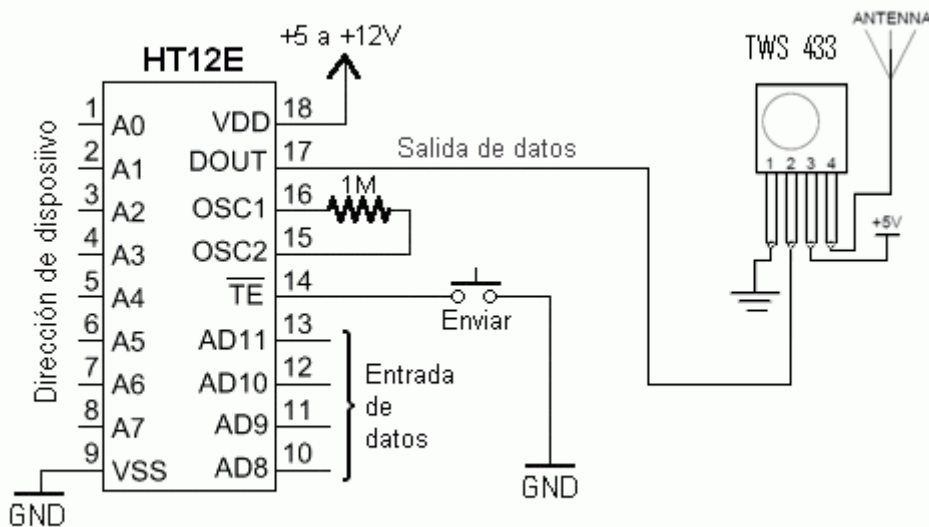 +5 a +12V
HT12E
Dirección de disposiivo
1 A0 VDD 18
2 A1 DOUT 17
3 A2 OSC1 16
4 A3 OSC2 15
5 A4 TE 14
6 A5 AD11 13
7 A6 AD10 12
8 A7 AD9 11
9 VSS AD8 10
GND
Salida de datos
1M
Enviar
Entrada
de
datos
GND
TWS 433
ANTENNA
1 2 3 4
+5V